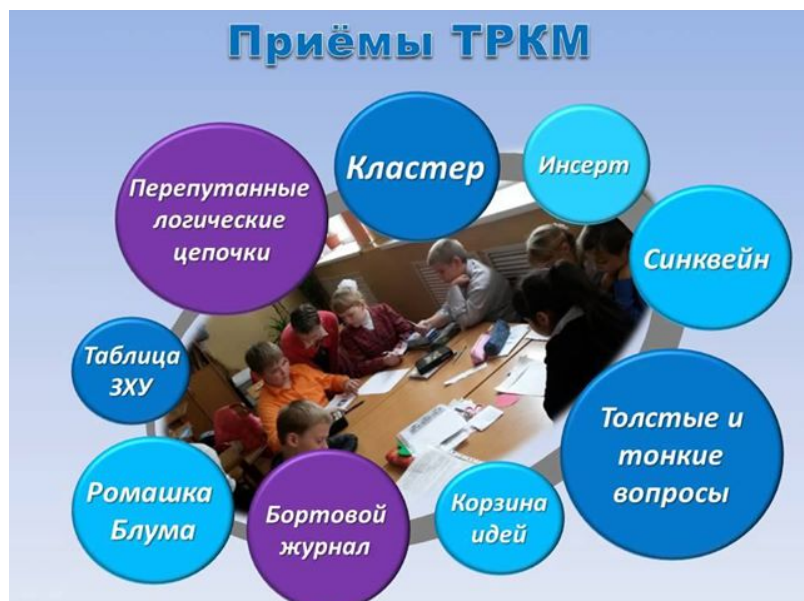 Приёмы ТРКМ
Перепутанные
логические
цепочки
Кластер
Инсерт
Синквейн
Таблица
ЗХУ
Толстые и
тонкие
вопросы
Ромашка
Блума
Бортовой
журнал
Корзина
идей